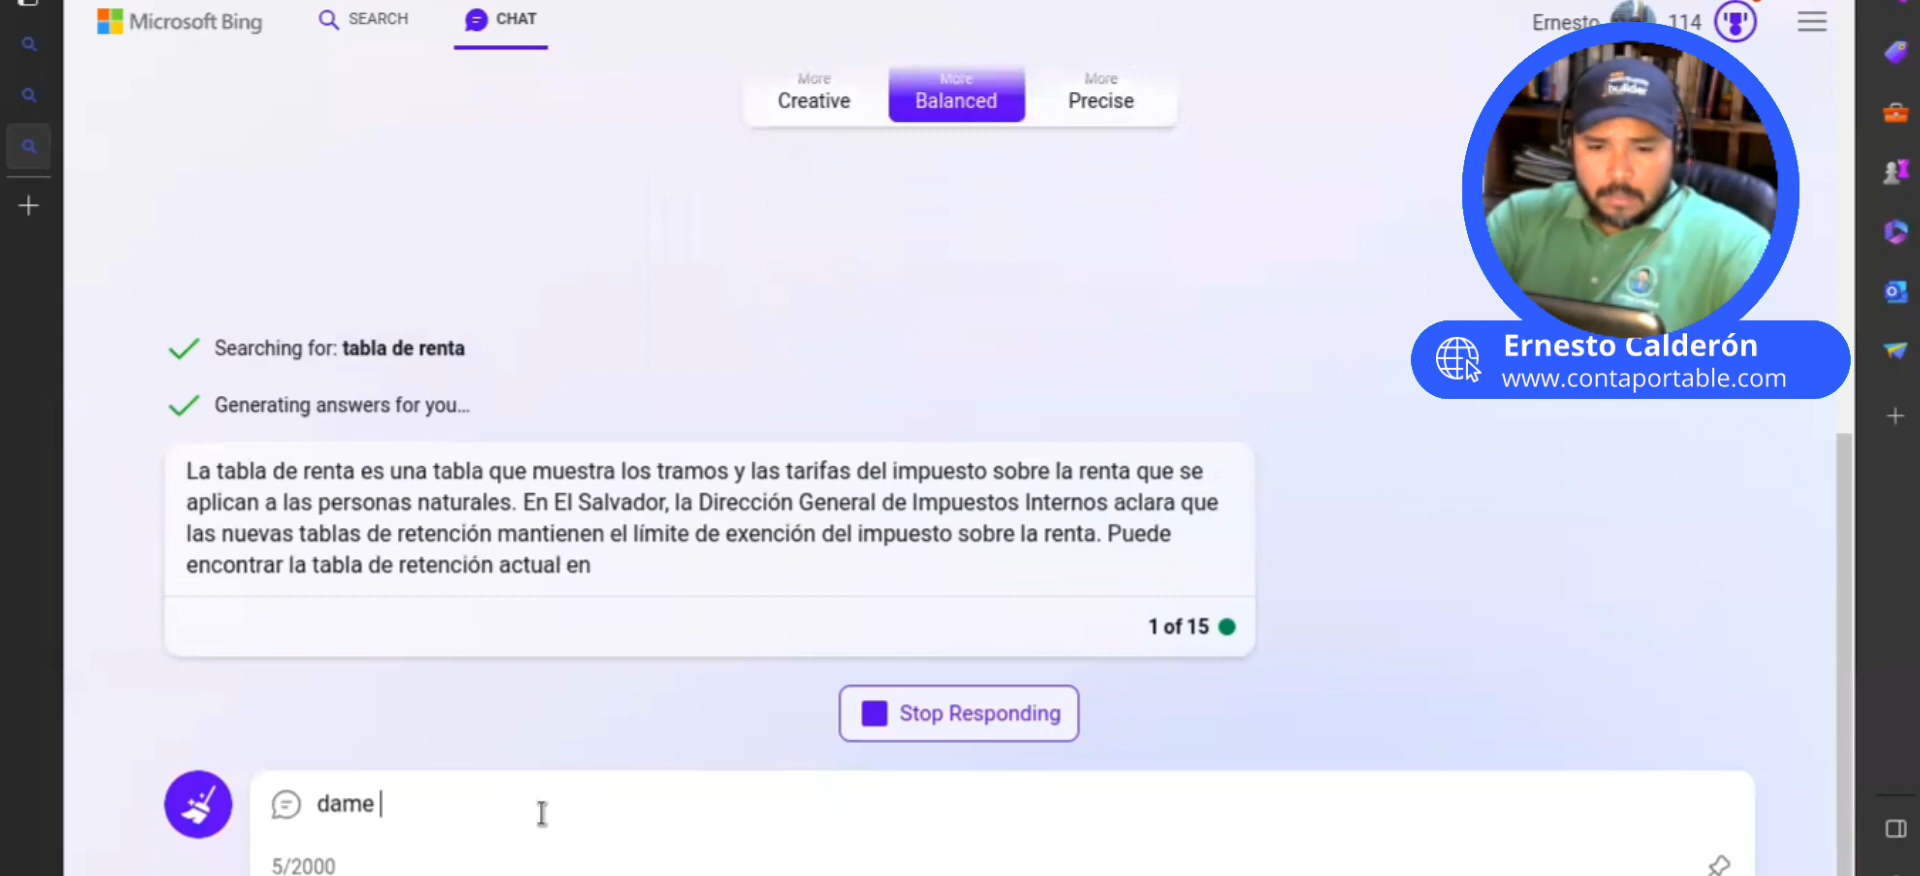 Microsoft Bing
SEARCH
CHAT
Ernesto
114
More
Creative
More
Balanced
More
Precise
builder
Searching for: tabla de renta
Generating answers for you...
Ernesto Calderón
www.contaportable.com
La tabla de renta es una tabla que muestra los tramos y las tarifas del impuesto sobre la renta que se
aplican a las personas naturales. En El Salvador, la Dirección General de Impuestos Internos aclara que
las nuevas tablas de retención mantienen el límite de exención del impuesto sobre la renta. Puede
encontrar la tabla de retención actual en
1 of 15
Stop Responding
dame
5/2000